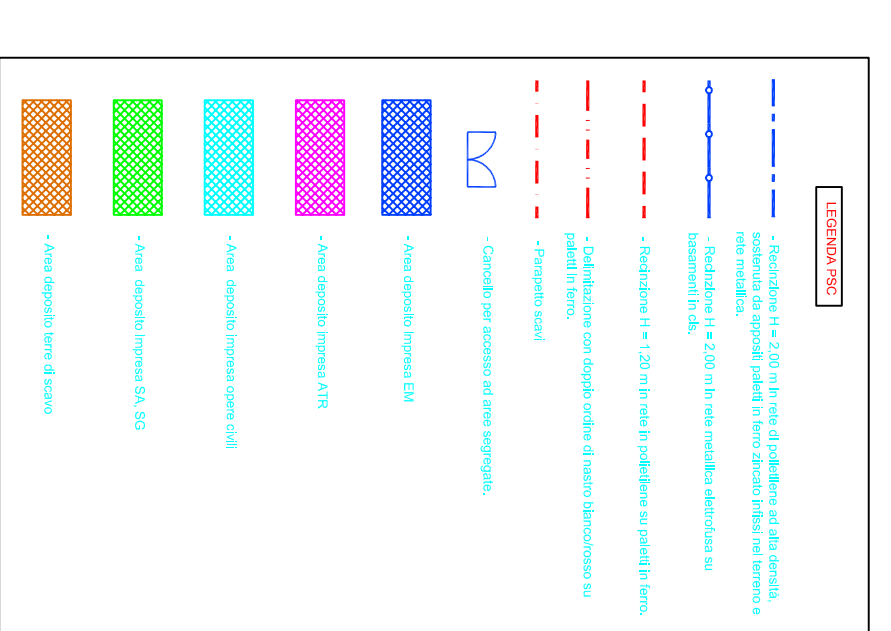 LEGENDA PSC
- Recinzione H = 2,00 m in rete di polietilene ad alta densità,
sostenuta da appositi paletti in ferro zincato infissi nel terreno e
rete metallica.
- Recinzione H = 2,00 m in rete metallica elettrofusa su
basamenti in cls.
- Recinzione H = 1,20 m in rete in polietilene su paletti in ferro.
- Delimitazione con doppio ordine di nastro bianco/rosso su
paletti in ferro.
- Parapetto scavi
- Cancello per accesso ad aree segregate.
- Area deposito impresa EM
- Area deposito impresa ATR
- Area deposito impresa opere civili
- Area deposito impresa SA, SG
- Area deposito terre di scavo